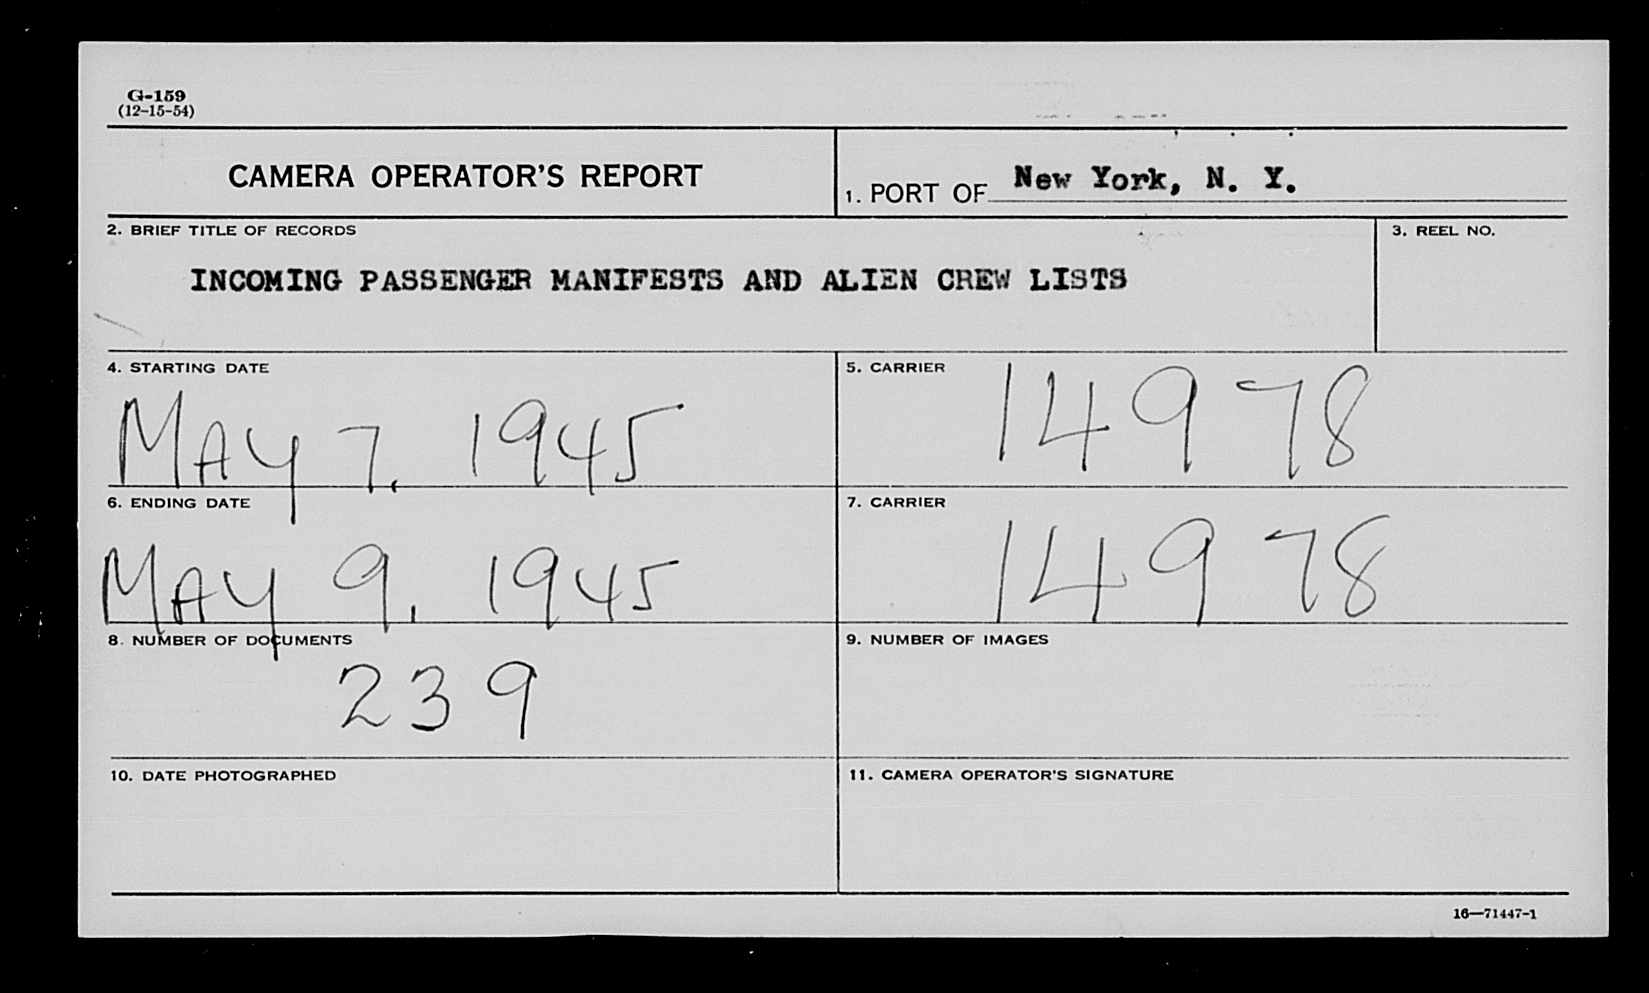 G-159
(12-15-54)
CAMERA OPERATOR'S REPORT
1. PORT OF New York, N. Y.
2. BRIEF TITLE OF RECORDS
INCOMING PASSENGER MANIFESTS AND ALIEN CREW LISTS
3. REEL NO.
4. STARTING DATE
MAY 7, 1945
5. CARRIER
14978
6. ENDING DATE
MAY 9, 1945
7. CARRIER
14978
8. NUMBER OF DOCUMENTS
239
9. NUMBER OF IMAGES
10. DATE PHOTOGRAPHED
11. CAMERA OPERATOR'S SIGNATURE
16—71447-1